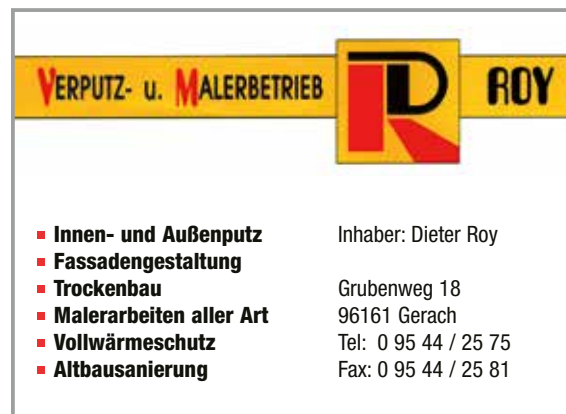 VERPUTZ- u. MALERBETRIEB R ROY
Innen- und Außenputz Inhaber: Dieter Roy
Fassadengestaltung
Trockenbau Grubenweg 18
Malerarbeiten aller Art 96161 Gerach
Vollwärmeschutz Tel: 0 95 44 / 25 75
Altbausanierung Fax: 0 95 44 / 25 81